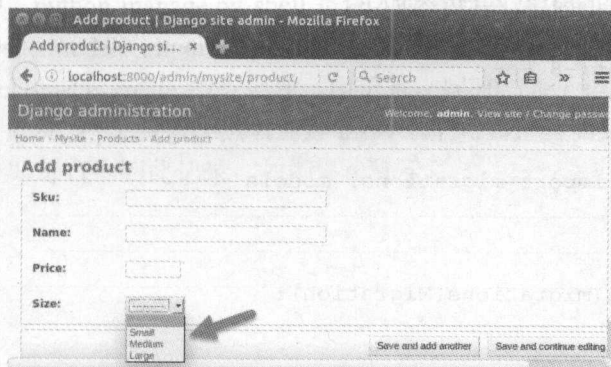 Add product | Django site admin - Mozilla Firefox
Add product | Django si... ×
localhost:8000/admin/mysite/product/ Search »
Django administration Welcome, admin. View site / Change passw
Home › Mysite › Products › Add product
Add product
Sku:
Name:
Price:
Size: ---------
Small
Medium
Large
Save and add another Save and continue editing